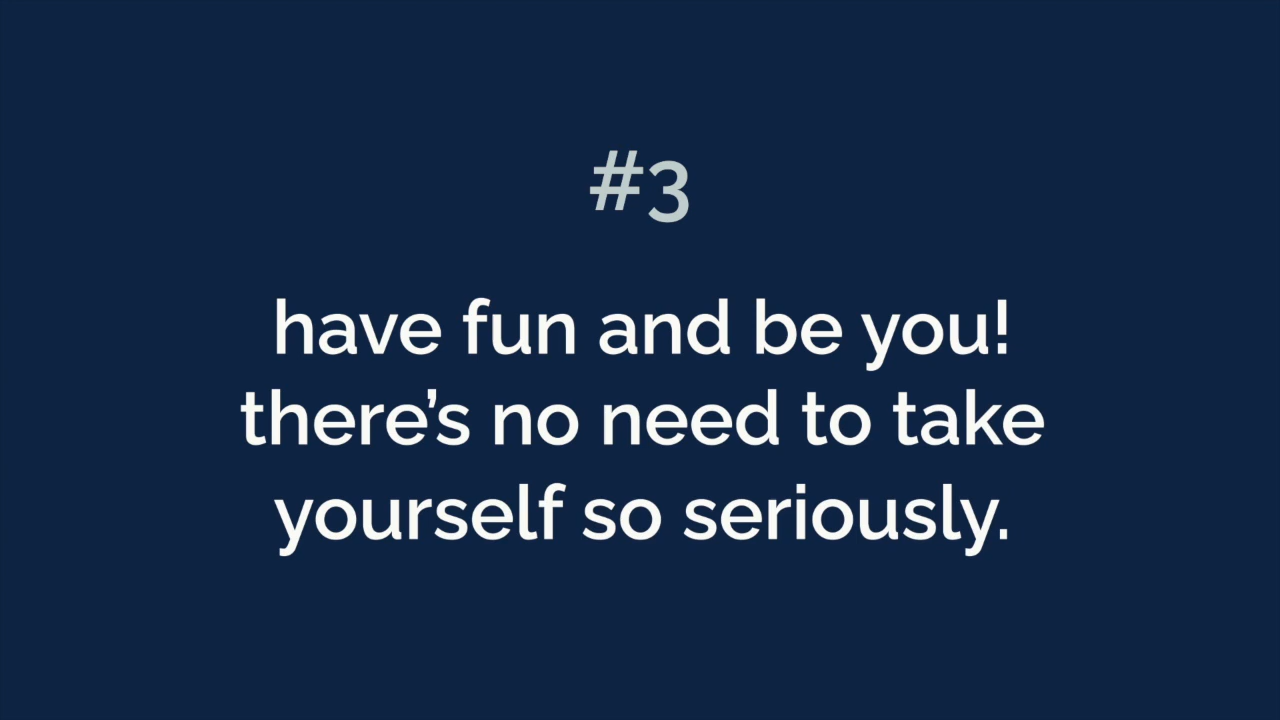 #3
have fun and be you!
there’s no need to take
yourself so seriously.